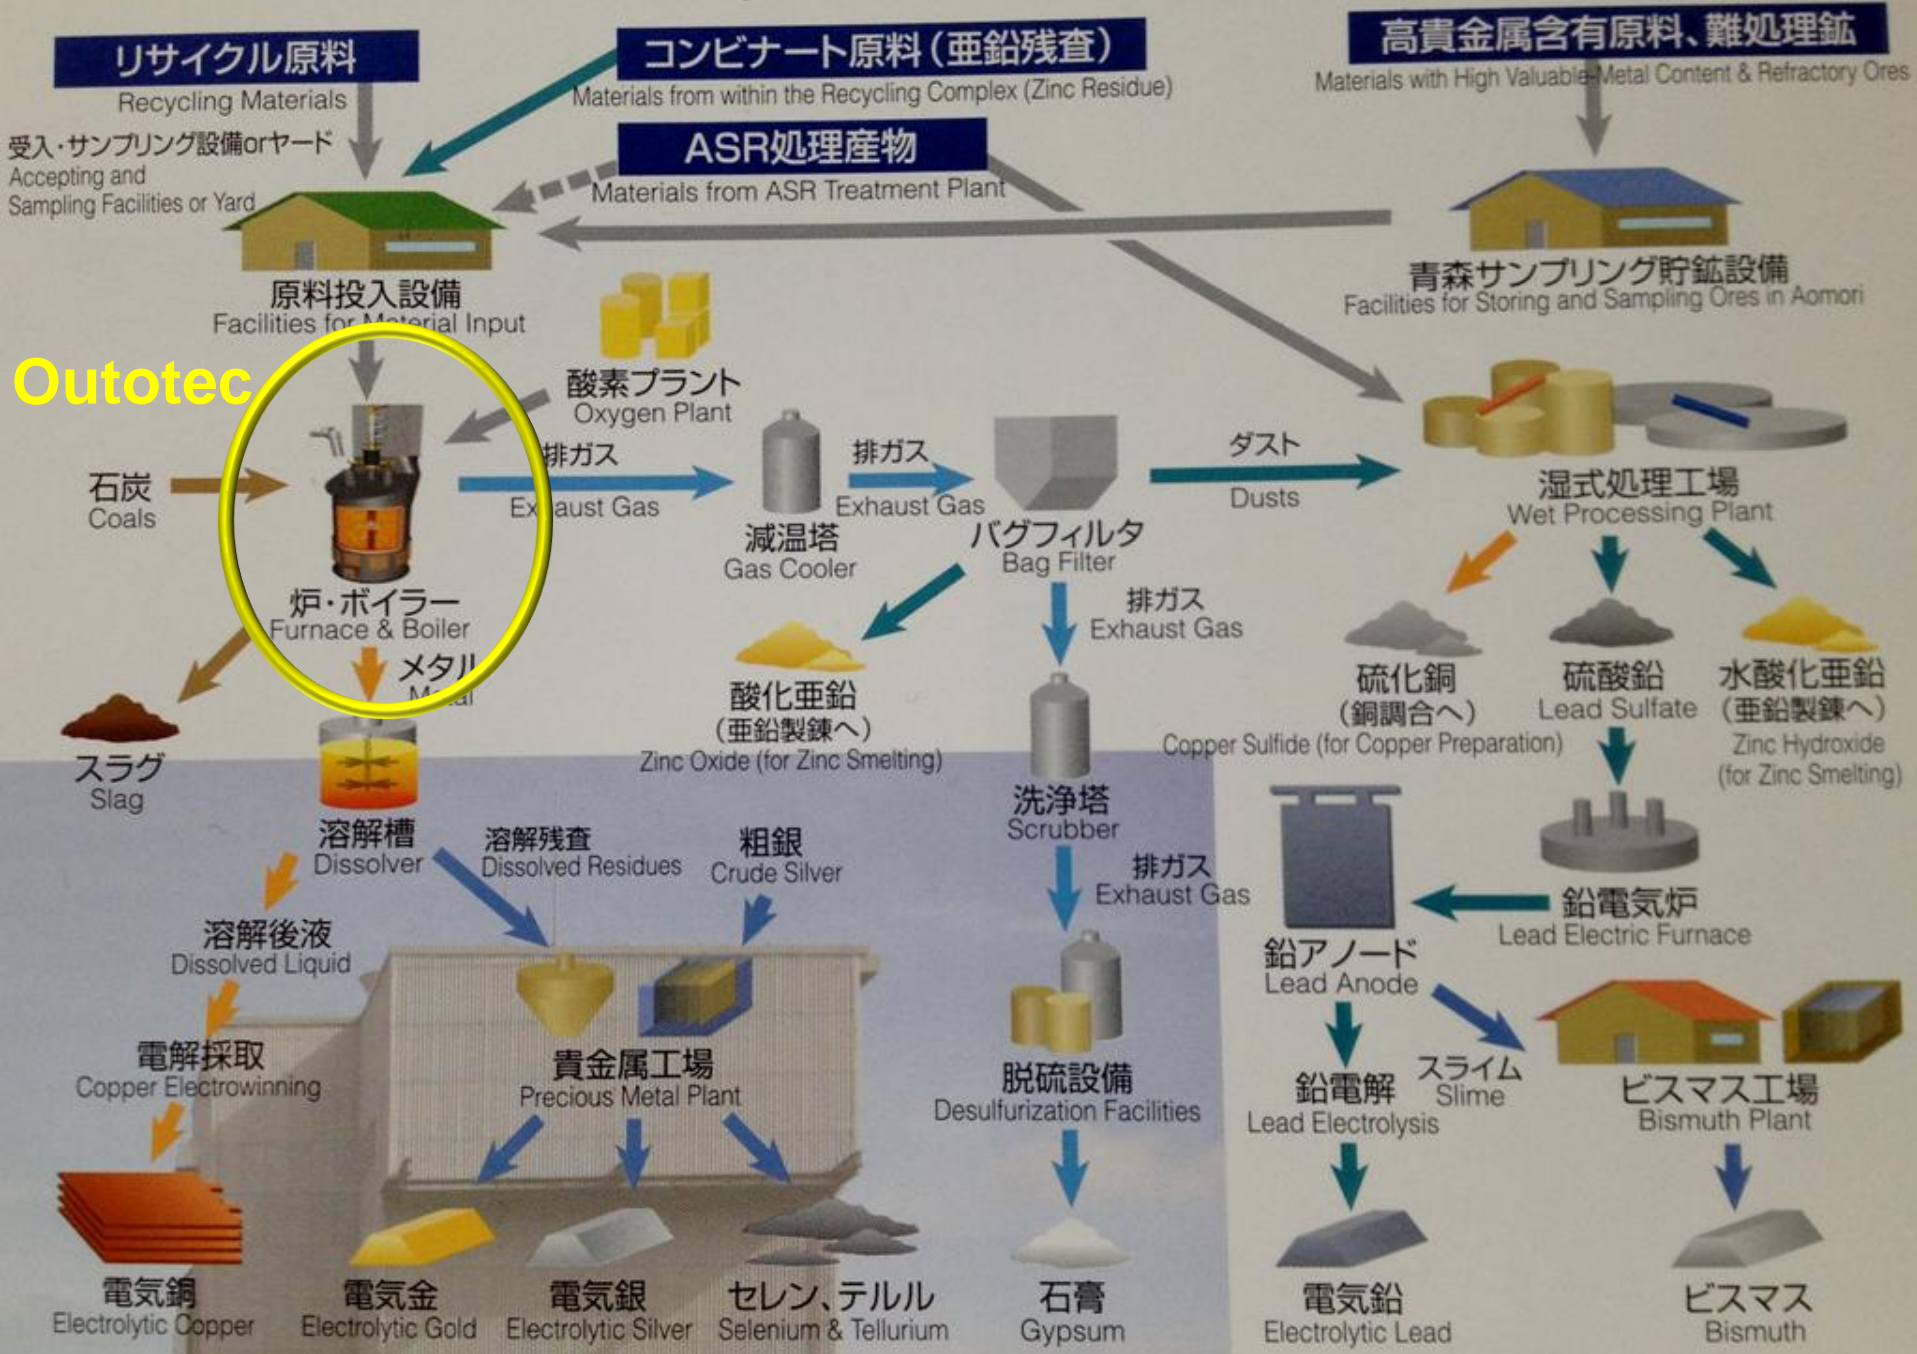 リサイクル原料
Recycling Materials
コンビナート原料(亜鉛残査)
Materials from within the Recycling Complex (Zinc Residue)
高貴金属含有原料、難処理鉱
Materials with High Valuable-Metal Content & Refractory Ores
受入・サンプリング設備orヤード
Accepting and
Sampling Facilities or Yard
ASR処理産物
Materials from ASR Treatment Plant
原料投入設備
Facilities for Material Input
青森サンプリング貯鉱設備
Facilities for Storing and Sampling Ores in Aomori
Outotec
酸素プラント
Oxygen Plant
石炭
Coals
排ガス
Exhaust Gas
減温塔
Gas Cooler
排ガス
Exhaust Gas
バグフィルタ
Bag Filter
ダスト
Dusts
湿式処理工場
Wet Processing Plant
炉・ボイラー
Furnace & Boiler
メタル
Metal
スラグ
Slag
酸化亜鉛
(亜鉛製錬へ)
Zinc Oxide (for Zinc Smelting)
排ガス
Exhaust Gas
硫化銅
(銅調合へ)
Copper Sulfide (for Copper Preparation)
硫酸鉛
Lead Sulfate
水酸化亜鉛
(亜鉛製錬へ)
Zinc Hydroxide
(for Zinc Smelting)
溶解槽
Dissolver
溶解残査
Dissolved Residues
粗銀
Crude Silver
洗浄塔
Scrubber
排ガス
Exhaust Gas
鉛電気炉
Lead Electric Furnace
溶解後液
Dissolved Liquid
鉛アノード
Lead Anode
電解採取
Copper Electrowinning
貴金属工場
Precious Metal Plant
脱硫設備
Desulfurization Facilities
鉛電解
Lead Electrolysis
スライム
Slime
ビスマス工場
Bismuth Plant
電気銅
Electrolytic Copper
電気金
Electrolytic Gold
電気銀
Electrolytic Silver
セレン、テルル
Selenium & Tellurium
石膏
Gypsum
電気鉛
Electrolytic Lead
ビスマス
Bismuth